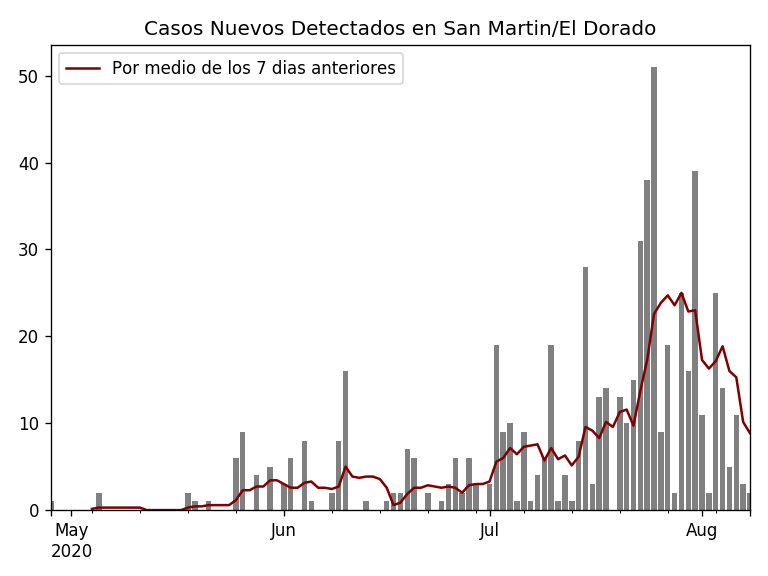 Casos Nuevos Detectados en San Martin/El Dorado
Por medio de los 7 dias anteriores
50
40
30
20
10
0
May Jun Jul Aug
2020